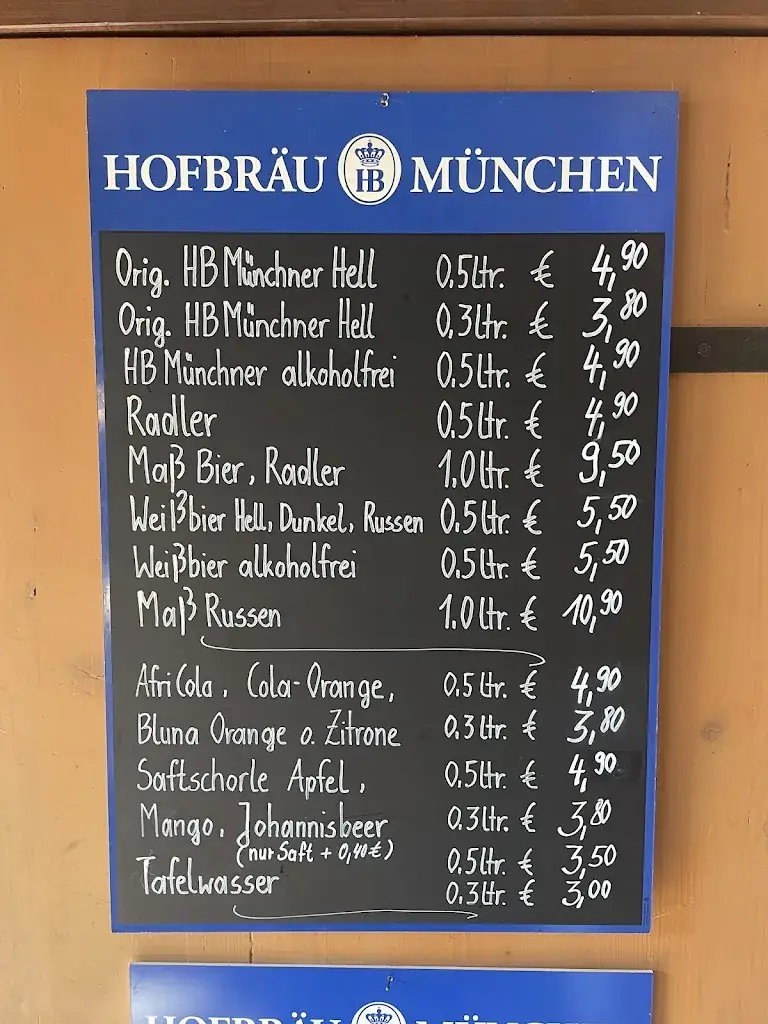 HOFBRÄU HB MÜNCHEN
Orig. HB Münchner Hell 0,5 Ltr. € 4,90
Orig. HB Münchner Hell 0,3 Ltr. € 3,80
HB Münchner alkoholfrei 0,5 Ltr. € 4,90
Radler 0,5 Ltr. € 4,90
Maß Bier, Radler 1,0 Ltr. € 9,50
Weißbier Hell, Dunkel, Russen 0,5 Ltr. € 5,50
Weißbier alkoholfrei 0,5 Ltr. € 5,50
Maß Russen 1,0 Ltr. € 10,90
Afri Cola, Cola-Orange, 0,5 Ltr. € 4,90
Bluna Orange o. Zitrone 0,3 Ltr. € 3,80
Saftschorle Apfel, 0,5 Ltr. € 4,90
Mango, Johannisbeer 0,3 Ltr. € 3,80
(nur Saft + 0,40 €)
Tafelwasser 0,5 Ltr. € 3,50
0,3 Ltr. € 3,00
HOFBRÄU MÜNCHEN